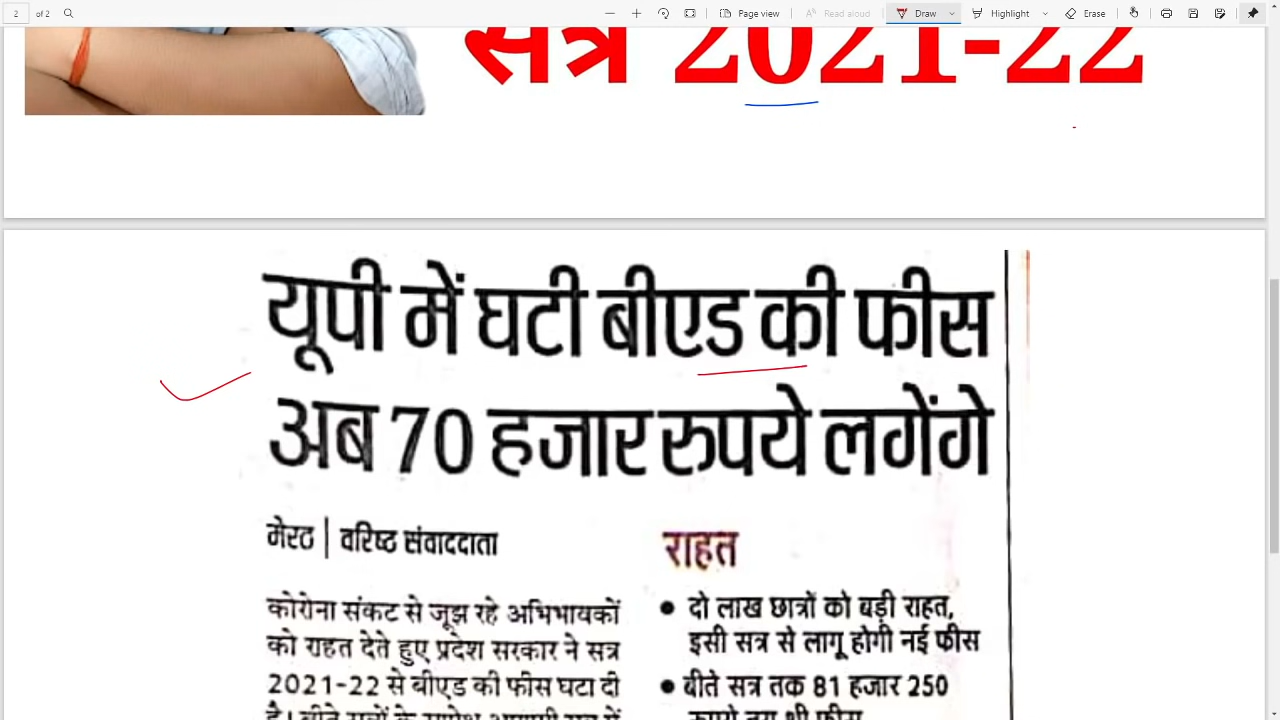 2 of 2 Page view Read aloud Draw Highlight Erase
सत्र 2021-22
यूपी में घटी बीएड की फीस
अब 70 हजार रुपये लगेंगे
मेरठ | वरिष्ठ संवाददाता
कोरोना संकट से जूझ रहे अभिभावकों
को राहत देते हुए प्रदेश सरकार ने सत्र
2021-22 से बीएड की फीस घटा दी
राहत
● दो लाख छात्रों को बड़ी राहत,
इसी सत्र से लागू होगी नई फीस
● बीते सत्र तक 81 हजार 250